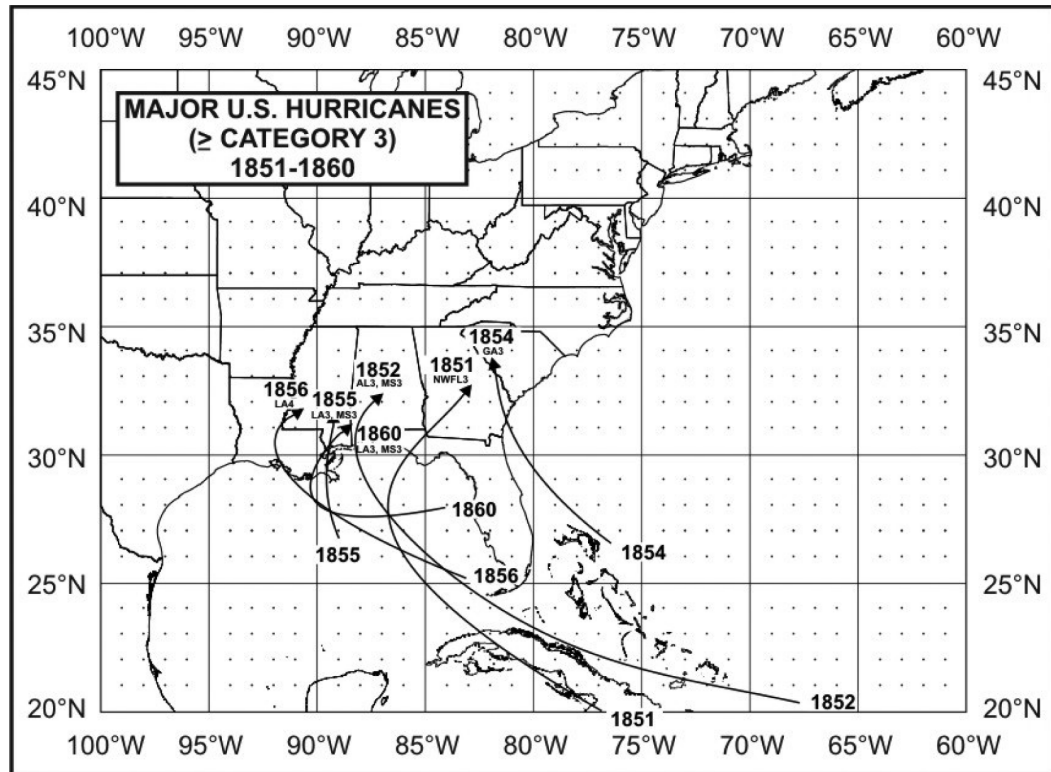 100°W 95°W 90°W 85°W 80°W 75°W 70°W 65°W 60°W
45°N 45°N
MAJOR U.S. HURRICANES
(≥ CATEGORY 3)
1851-1860
40°N 40°N
35°N 35°N
1854
GA3
1852
AL3, MS3
1851
NWFL3
1856
LA4
1855
LA3, MS3
1860
LA3, MS3
30°N 30°N
1860
1855
1854
1856
25°N 25°N
1852
1851
20°N 20°N
100°W 95°W 90°W 85°W 80°W 75°W 70°W 65°W 60°W